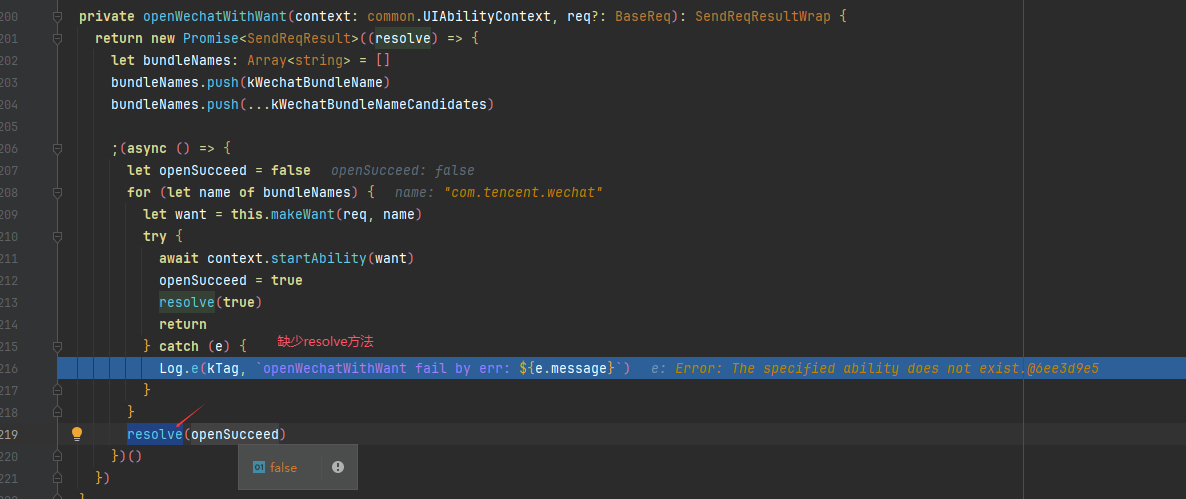 200 private openWechatWithWant(context: common.UIAbilityContext, req?: BaseReq): SendReqResultWrap {
201 return new Promise<SendReqResult>((resolve) => {
202 let bundleNames: Array<string> = []
203 bundleNames.push(kWechatBundleName)
204 bundleNames.push(...kWechatBundleNameCandidates)
205
206 ;(async () => {
207 let openSucceed = false openSucceed: false
208 for (let name of bundleNames) { name: "com.tencent.wechat"
209 let want = this.makeWant(req, name)
210 try {
211 await context.startAbility(want)
212 openSucceed = true
213 resolve(true)
214 return
215 } catch (e) { 缺少resolve方法
216 Log.e(kTag, `openWechatWithWant fail by err: ${e.message}`) e: Error: The specified ability does not exist.@6ee3d9e5
217 }
218 }
219 resolve(openSucceed)
220 })()
01 false
221 })
}